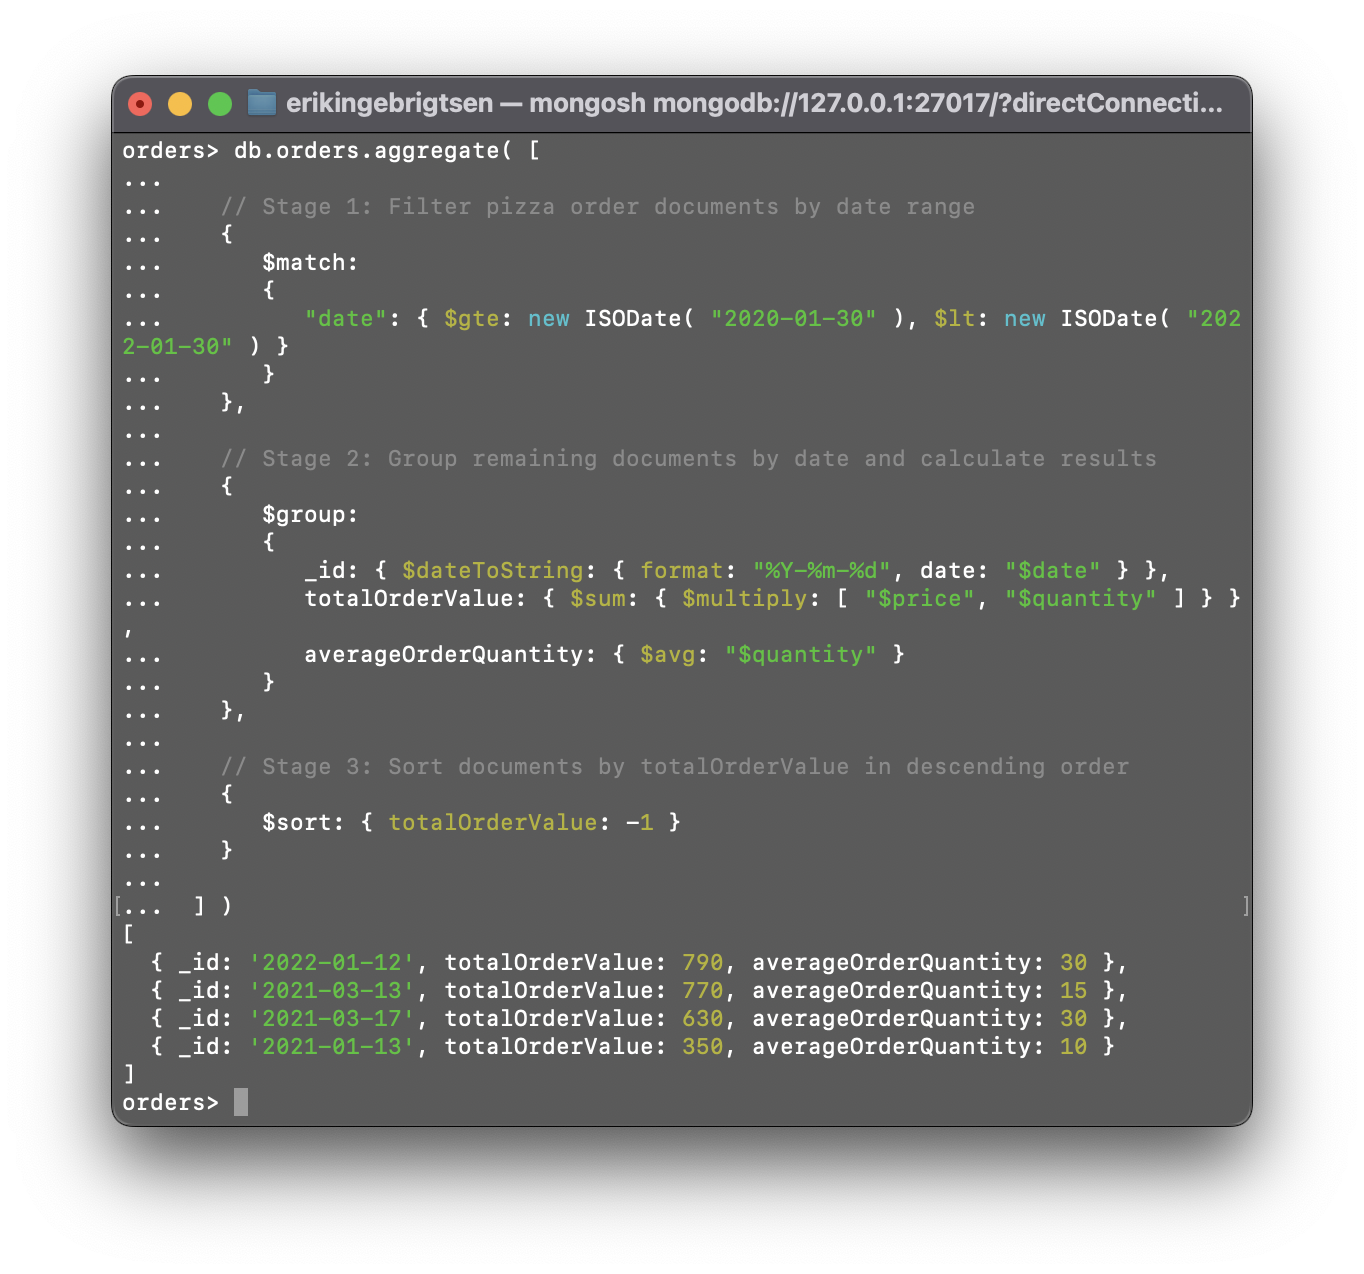 erikingebrigtsen — mongosh mongodb://127.0.0.1:27017/?directConnecti...
orders> db.orders.aggregate( [
...
...    // Stage 1: Filter pizza order documents by date range
...    {
...       $match:
...       {
...          "date": { $gte: new ISODate( "2020-01-30" ), $lt: new ISODate( "202
2-01-30" ) }
...       }
...    },
...
...    // Stage 2: Group remaining documents by date and calculate results
...    {
...       $group:
...       {
...          _id: { $dateToString: { format: "%Y-%m-%d", date: "$date" } },
...          totalOrderValue: { $sum: { $multiply: [ "$price", "$quantity" ] } }
,
...          averageOrderQuantity: { $avg: "$quantity" }
...       }
...    },
...
...    // Stage 3: Sort documents by totalOrderValue in descending order
...    {
...       $sort: { totalOrderValue: -1 }
...    }
...
[...  ] ) ]
[
  { _id: '2022-01-12', totalOrderValue: 790, averageOrderQuantity: 30 },
  { _id: '2021-03-13', totalOrderValue: 770, averageOrderQuantity: 15 },
  { _id: '2021-03-17', totalOrderValue: 630, averageOrderQuantity: 30 },
  { _id: '2021-01-13', totalOrderValue: 350, averageOrderQuantity: 10 }
]
orders>